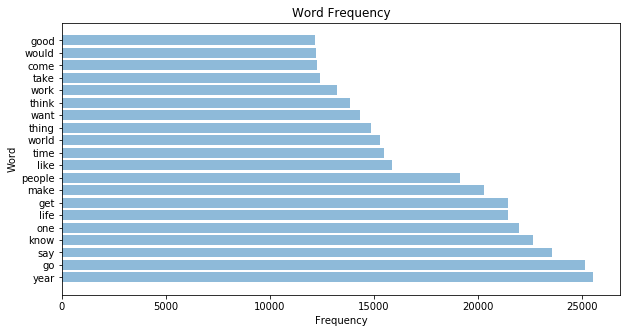 Word Frequency
Word
good
would
come
take
work
think
want
thing
world
time
like
people
make
get
life
one
know
say
go
year
0 5000 10000 15000 20000 25000
Frequency